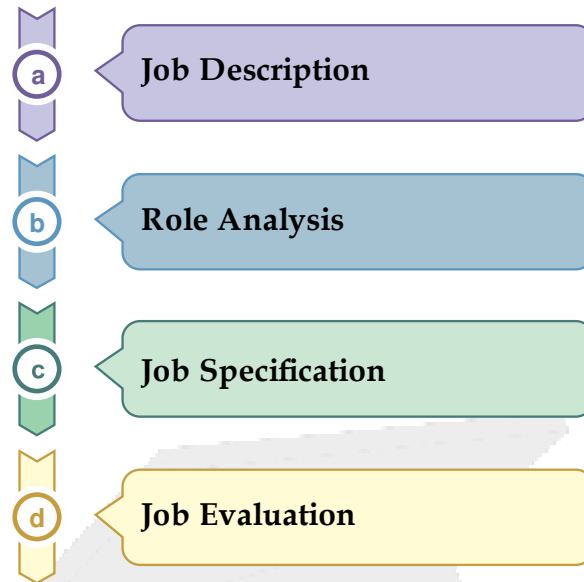 a
Job Description
b
Role Analysis
c
Job Specification
d
Job Evaluation